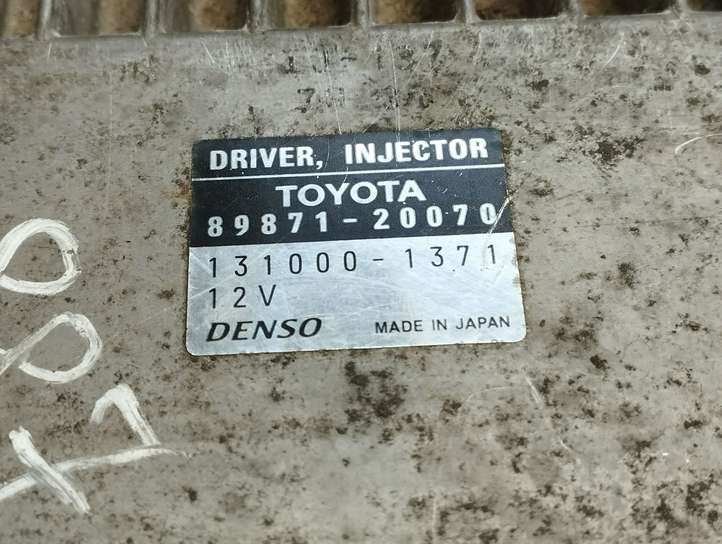 DRIVER, INJECTOR
TOYOTA
89871-20070
131000-1371
12V
DENSO MADE IN JAPAN